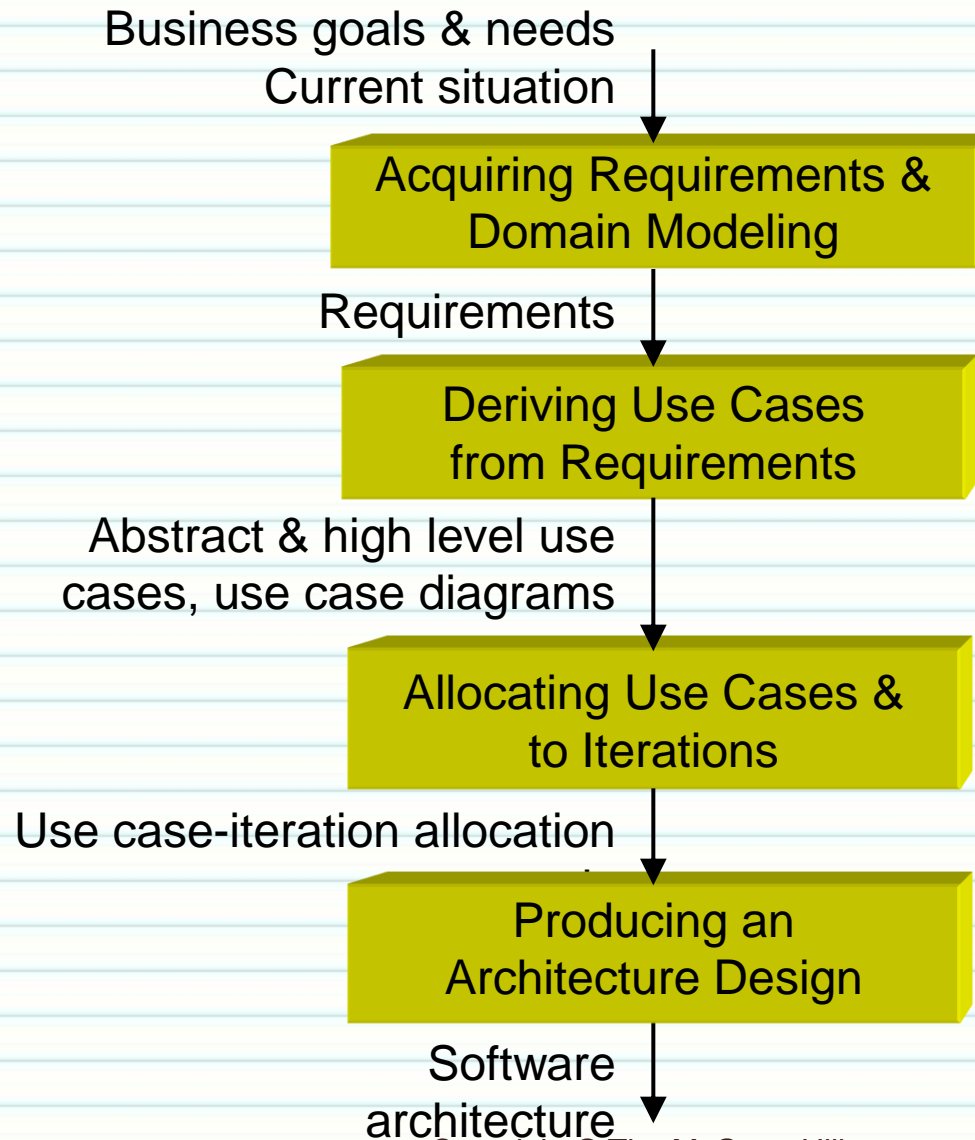 Business goals & needs
Current situation
Acquiring Requirements &
Domain Modeling
Requirements
Deriving Use Cases
from Requirements
Abstract & high level use
cases, use case diagrams
Allocating Use Cases &
to Iterations
Use case-iteration allocation
Producing an
Architecture Design
Software
architecture